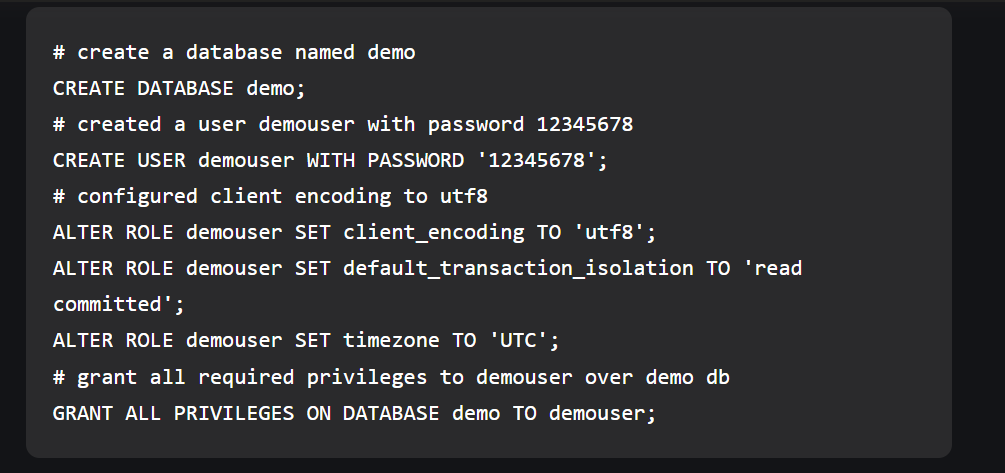 # create a database named demo
CREATE DATABASE demo;
# created a user demouser with password 12345678
CREATE USER demouser WITH PASSWORD '12345678';
# configured client encoding to utf8
ALTER ROLE demouser SET client_encoding TO 'utf8';
ALTER ROLE demouser SET default_transaction_isolation TO 'read
committed';
ALTER ROLE demouser SET timezone TO 'UTC';
# grant all required privileges to demouser over demo db
GRANT ALL PRIVILEGES ON DATABASE demo TO demouser;